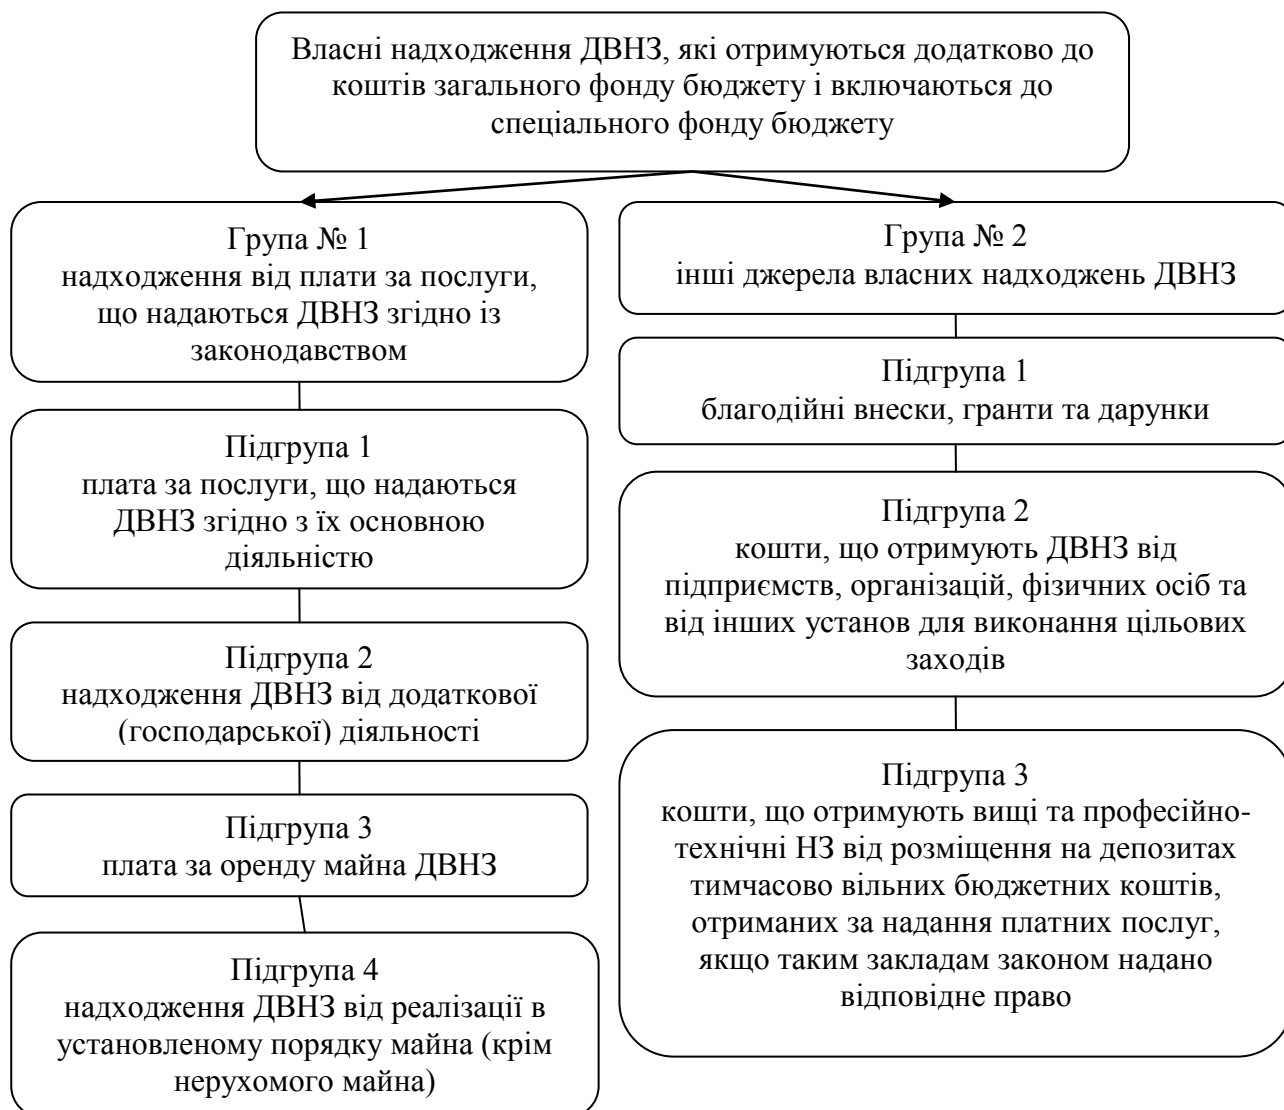 Власні надходження ДВНЗ, які отримуються додатково до
коштів загального фонду бюджету і включаються до
спеціального фонду бюджету
Група № 1
надходження від плати за послуги,
що надаються ДВНЗ згідно із
законодавством
Підгрупа 1
плата за послуги, що надаються
ДВНЗ згідно з їх основною
діяльністю
Підгрупа 2
надходження ДВНЗ від додаткової
(господарської) діяльності
Підгрупа 3
плата за оренду майна ДВНЗ
Підгрупа 4
надходження ДВНЗ від реалізації в
установленому порядку майна (крім
нерухомого майна)
Група № 2
інші джерела власних надходжень ДВНЗ
Підгрупа 1
благодійні внески, гранти та дарунки
Підгрупа 2
кошти, що отримують ДВНЗ від
підприємств, організацій, фізичних осіб та
від інших установ для виконання цільових
заходів
Підгрупа 3
кошти, що отримують вищі та професійно-
технічні НЗ від розміщення на депозитах
тимчасово вільних бюджетних коштів,
отриманих за надання платних послуг,
якщо таким закладам законом надано
відповідне право